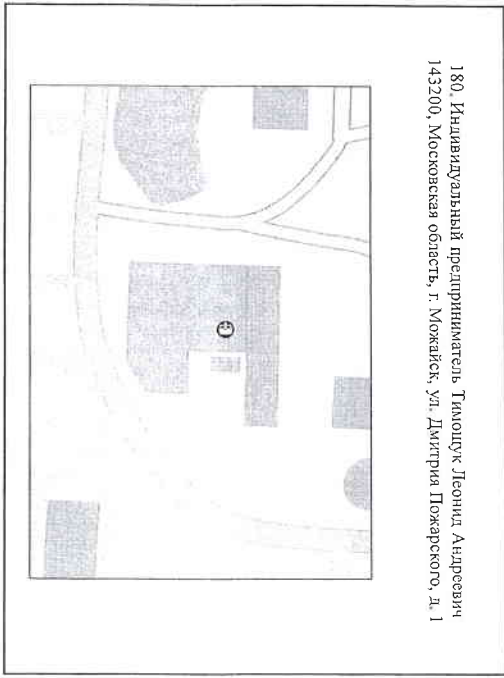 180. Индивидуальный предприниматель Тимощук Леонид Андреевич
143200, Московская область, г. Можайск, ул. Дмитрия Пожарского, д. 1